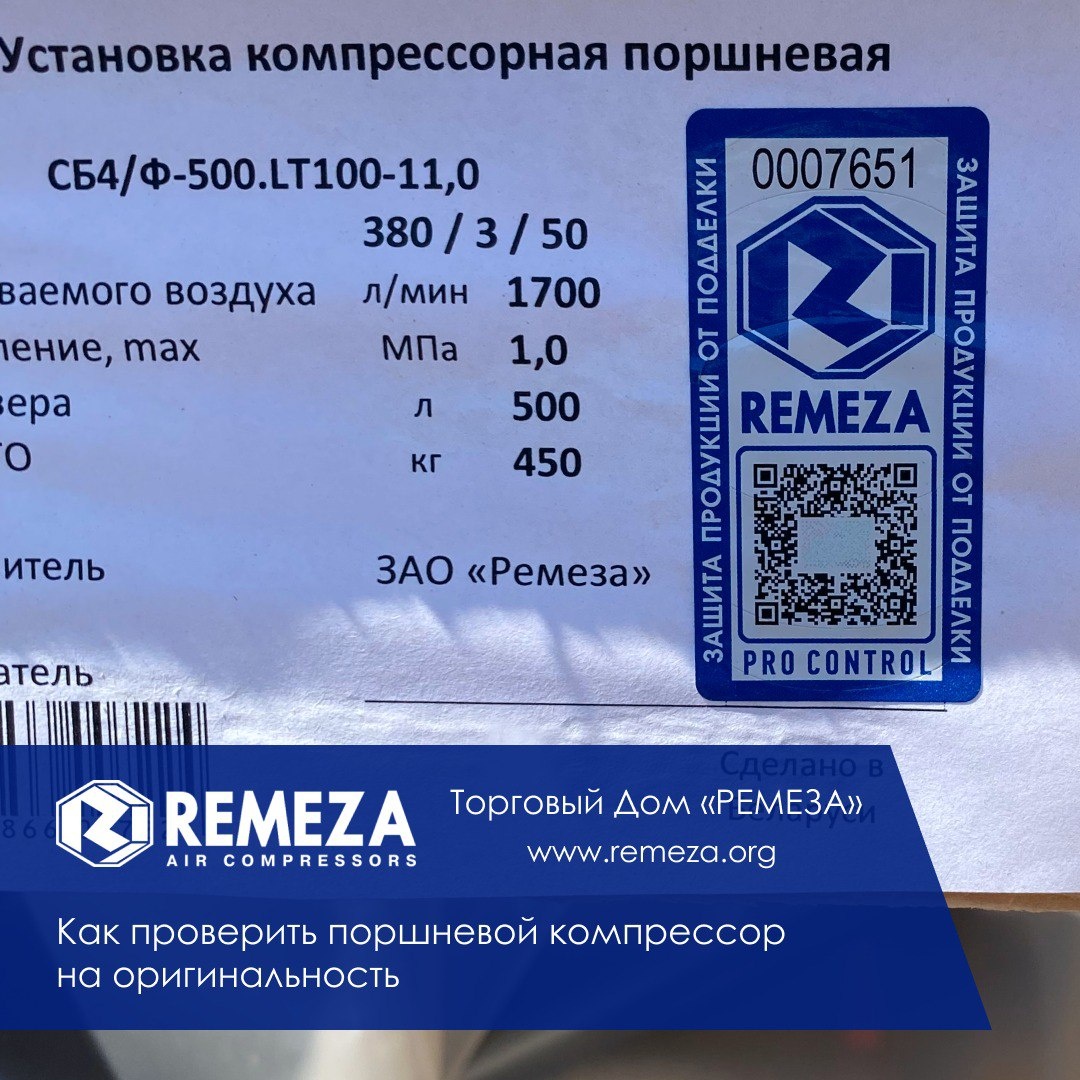 Установка компрессорная поршневая
СБ4/Ф-500.LT100-11,0
380 / 3 / 50
ваемого воздуха л/мин 1700
ление, max МПа 1,0
вера л 500
ТО кг 450
итель ЗАО «Ремеза»
атель
Сделано в
Беларуси
0007651
REMEZA
PRO CONTROL
ЗАЩИТА ПРОДУКЦИИ ОТ ПОДДЕЛКИ
ЗАЩИТА ПРОДУКЦИИ ОТ ПОДДЕЛКИ
REMEZA
AIR COMPRESSORS
Торговый Дом «РЕМЕЗА»
www.remeza.org
Как проверить поршневой компрессор
на оригинальность